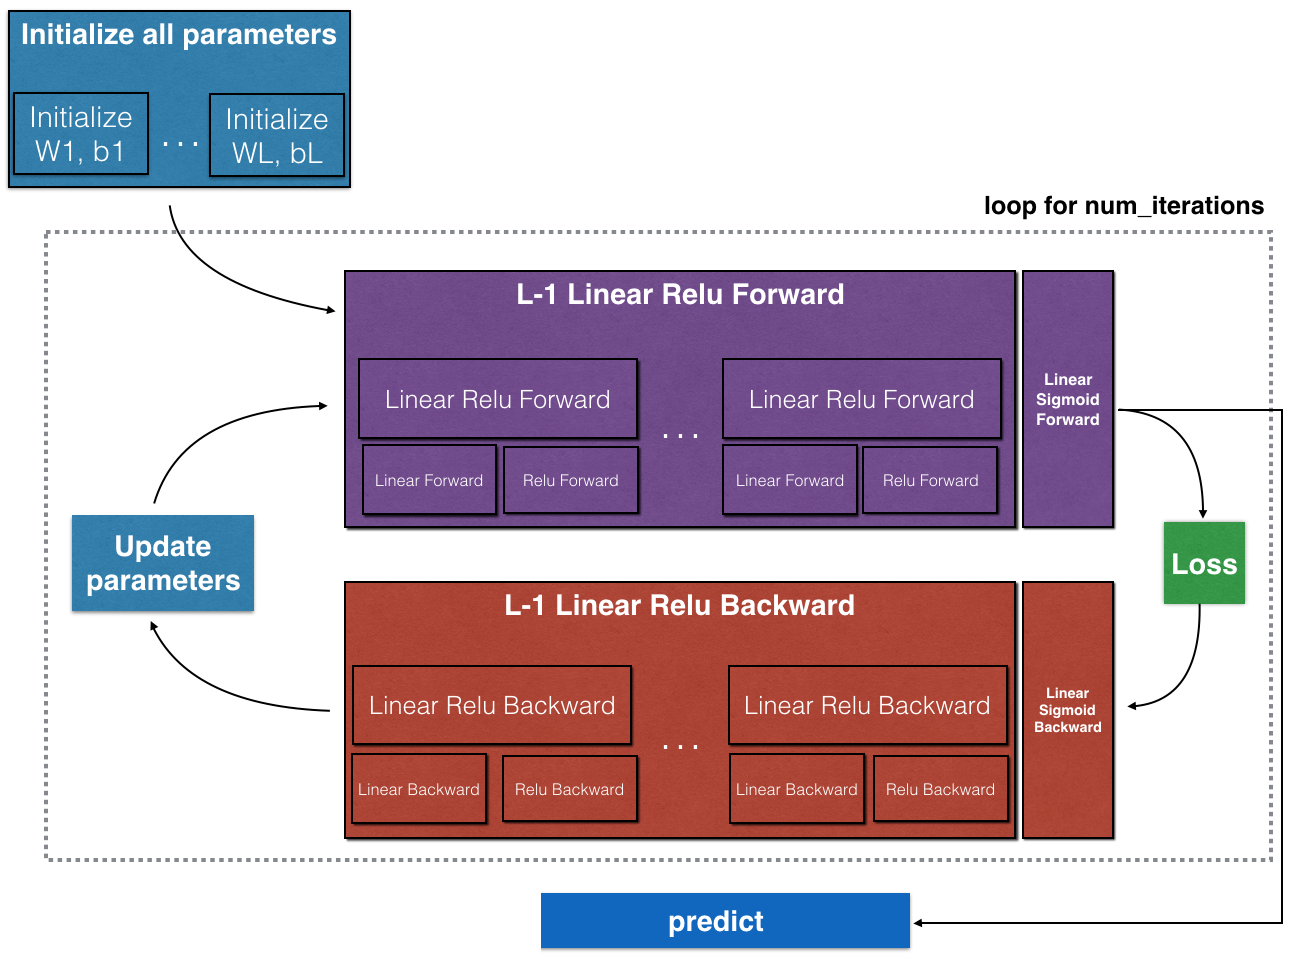 Initialize all parameters
Initialize
W1, b1
. . .
Initialize
WL, bL
loop for num_iterations
L-1 Linear Relu Forward
Linear Relu Forward
. . .
Linear Relu Forward
Linear Forward
Relu Forward
Linear Forward
Relu Forward
Linear
Sigmoid
Forward
Update
parameters
Loss
L-1 Linear Relu Backward
Linear Relu Backward
. . .
Linear Relu Backward
Linear Backward
Relu Backward
Linear Backward
Relu Backward
Linear
Sigmoid
Backward
predict